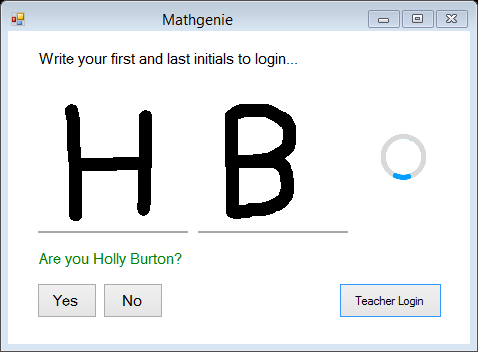 Mathgenie
Write your first and last initials to login...
H B
Are you Holly Burton?
Yes No Teacher Login